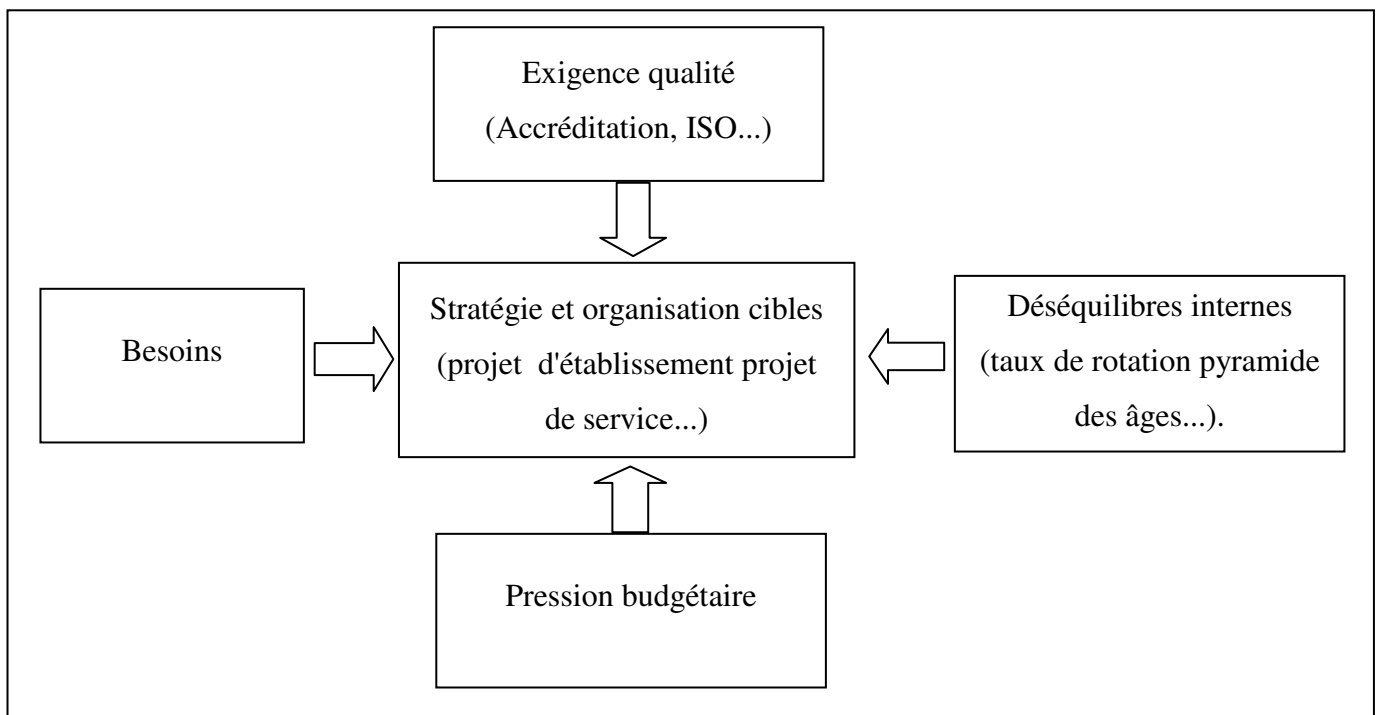 Exigence qualité
(Accréditation, ISO...)
Besoins
Stratégie et organisation cibles
(projet d'établissement projet
de service...)
Déséquilibres internes
(taux de rotation pyramide
des âges...).
Pression budgétaire